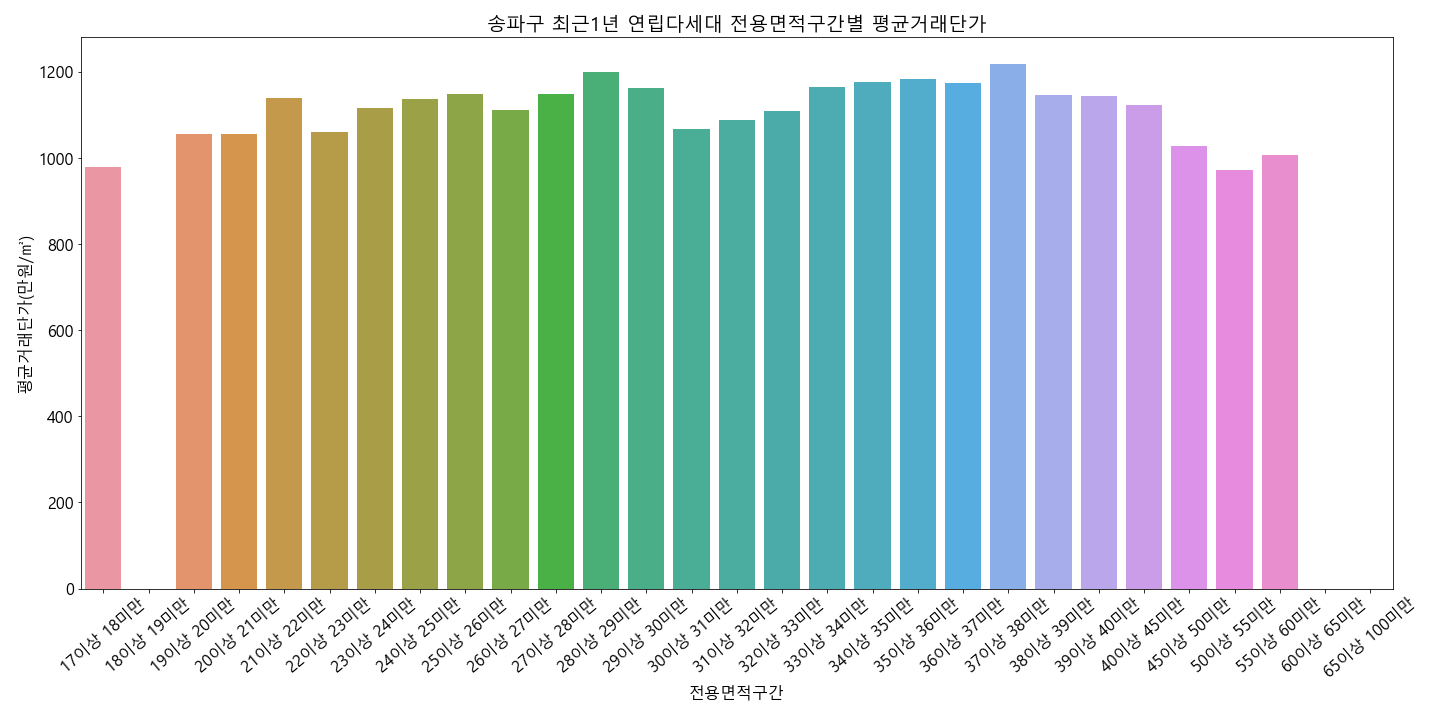 송파구 최근1년 연립다세대 전용면적구간별 평균거래단가
평균거래단가(만원/㎡)
1200
1000
800
600
400
200
0
17이상 18미만
18이상 19미만
19이상 20미만
20이상 21미만
21이상 22미만
22이상 23미만
23이상 24미만
24이상 25미만
25이상 26미만
26이상 27미만
27이상 28미만
28이상 29미만
29이상 30미만
30이상 31미만
31이상 32미만
32이상 33미만
33이상 34미만
34이상 35미만
35이상 36미만
36이상 37미만
37이상 38미만
38이상 39미만
39이상 40미만
40이상 45미만
45이상 50미만
50이상 55미만
55이상 60미만
60이상 65미만
65이상 100미만
전용면적구간